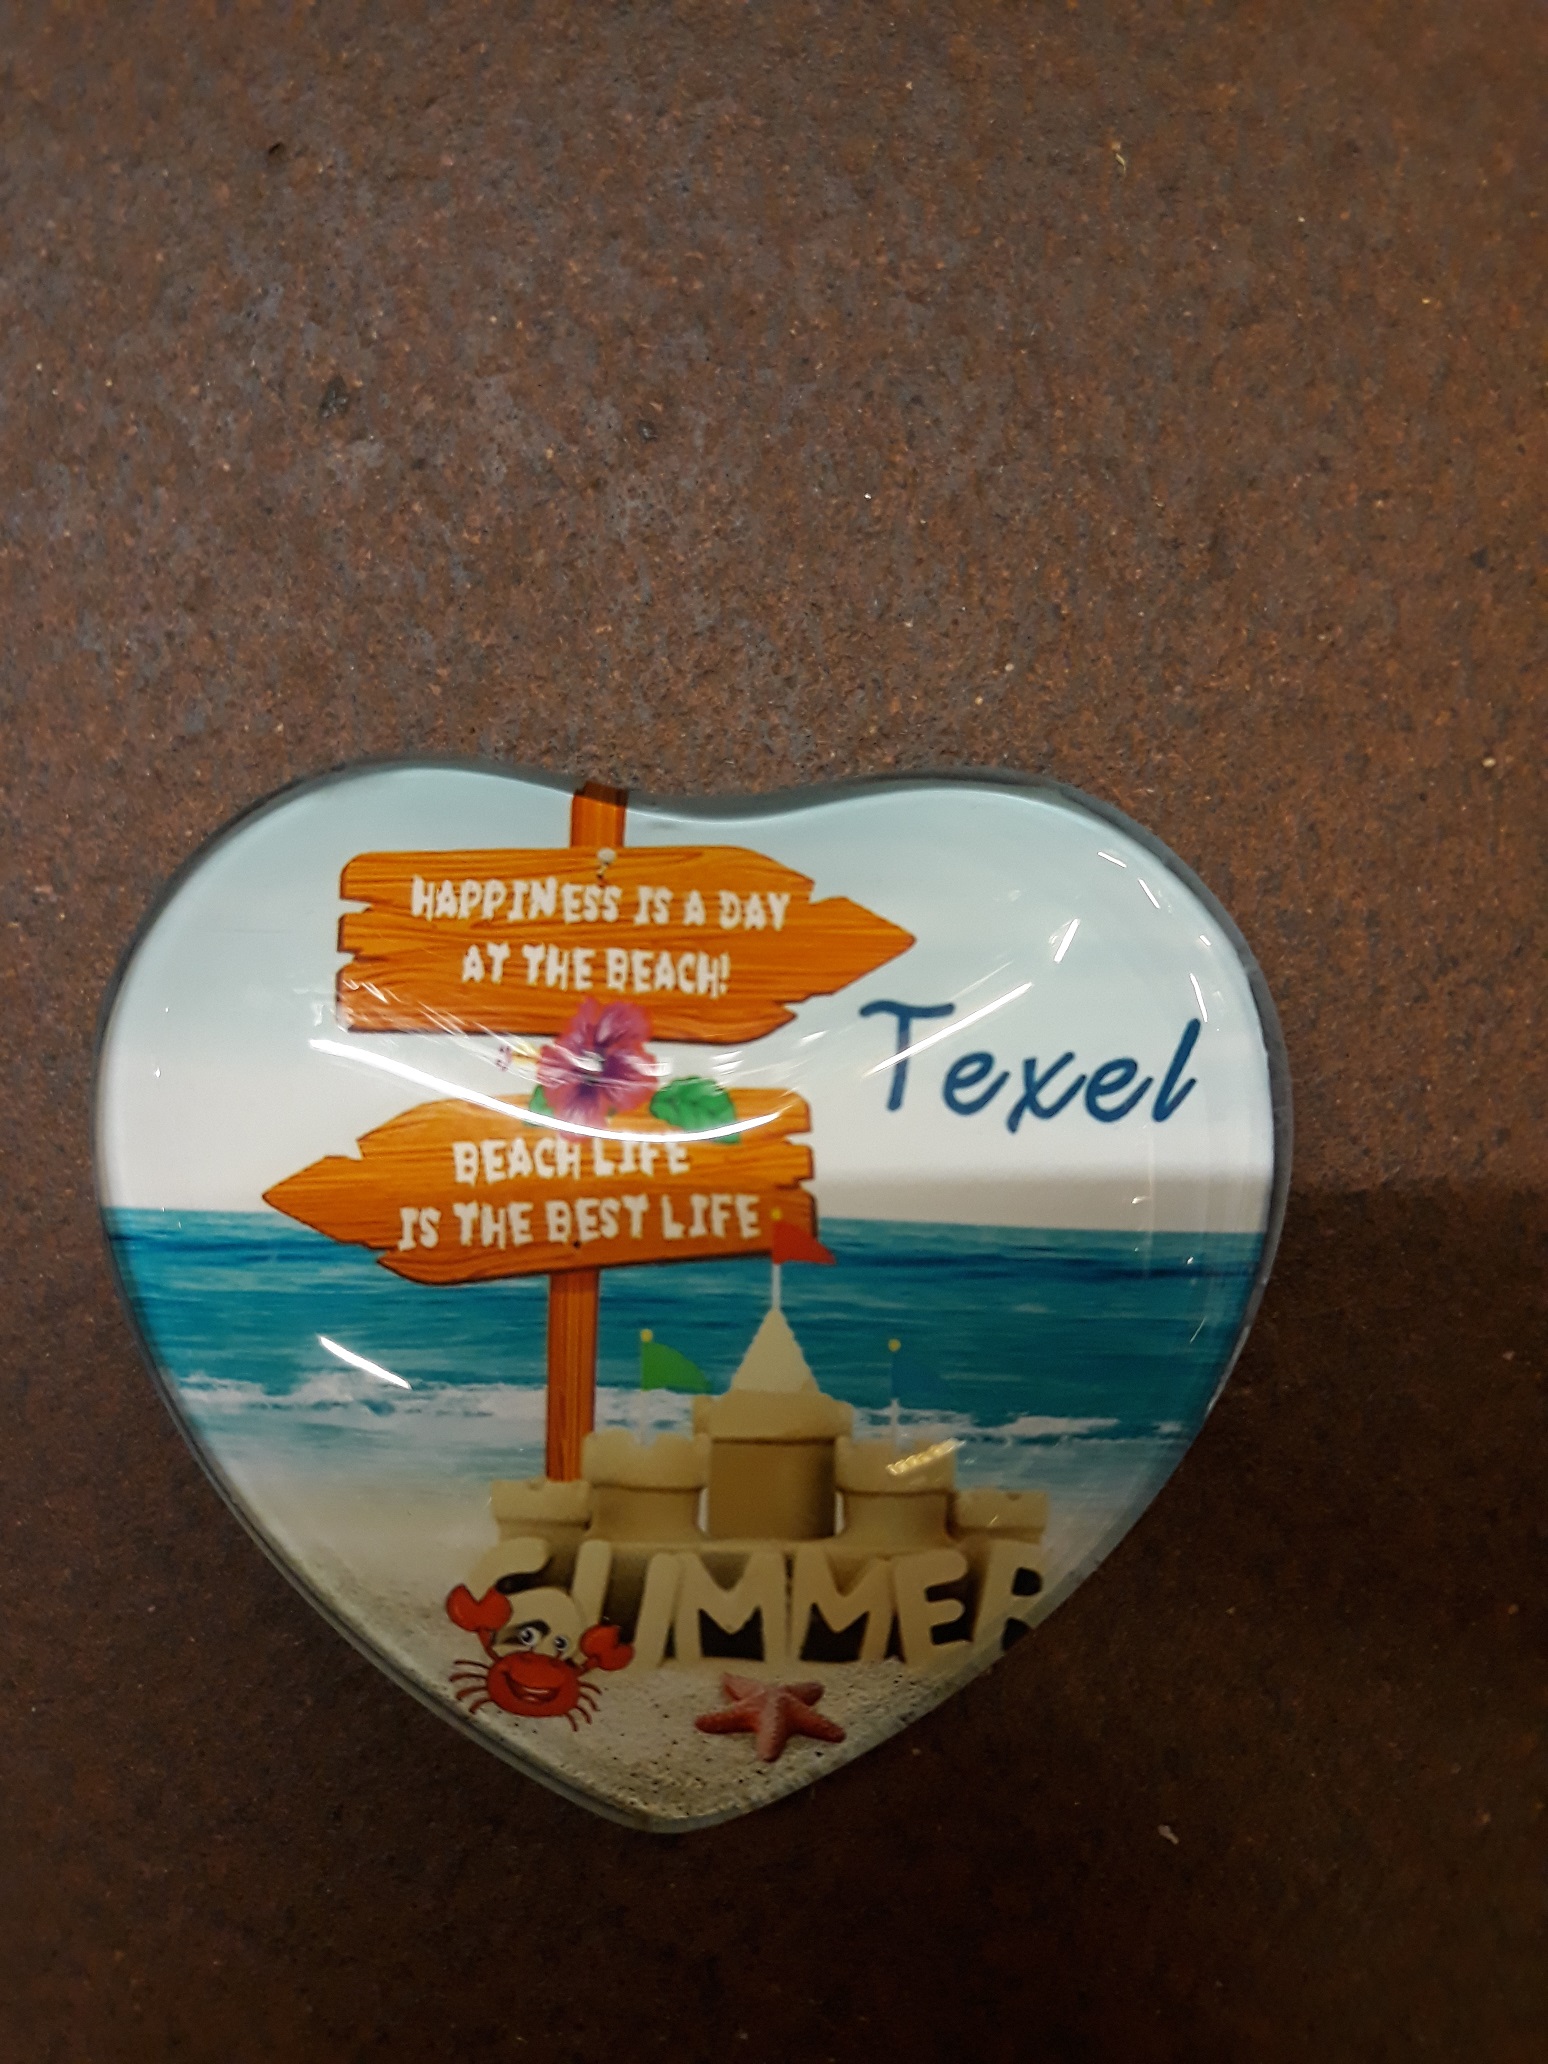 HAPPINESS IS A DAY
AT THE BEACH!
Texel
BEACH LIFE
IS THE BEST LIFE
SUMMER